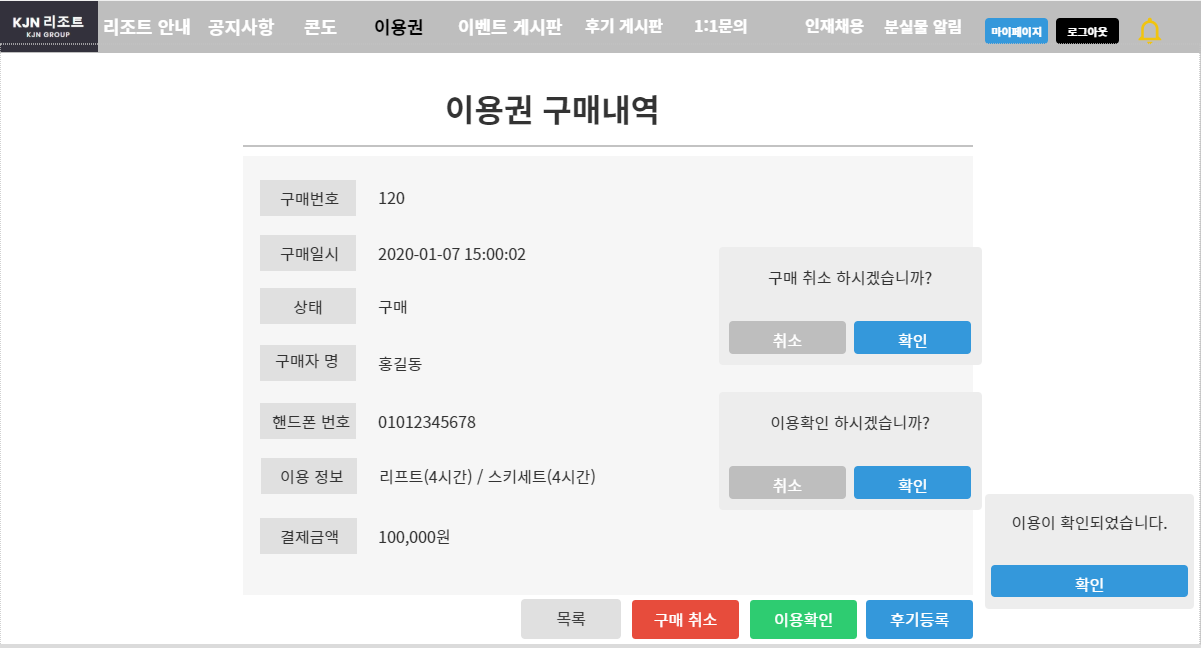 KJN 리조트
KJN GROUP
리조트 안내 공지사항 콘도 이용권 이벤트 게시판 후기 게시판 1:1문의 인재채용 분실물 알림 마이페이지 로그아웃
이용권 구매내역
구매번호 120
구매일시 2020-01-07 15:00:02
상태 구매
구매자 명 홍길동
핸드폰 번호 01012345678
이용 정보 리프트(4시간) / 스키세트(4시간)
결제금액 100,000원
구매 취소 하시겠습니까?
취소 확인
이용확인 하시겠습니까?
취소 확인
이용이 확인되었습니다.
확인
목록 구매 취소 이용확인 후기등록